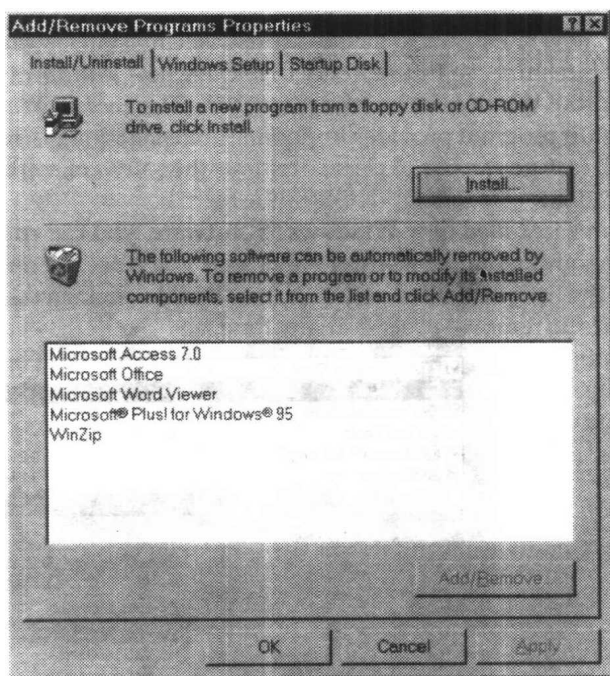 Add/Remove Programs Properties
Install/Uninstall
Windows Setup
Startup Disk
To install a new program from a floppy disk or CD-ROM
drive, click Install.
Install...
The following software can be automatically removed by
Windows. To remove a program or to modify its installed
components, select it from the list and click Add/Remove.
Microsoft Access 7.0
Microsoft Office
Microsoft Word Viewer
Microsoft® Plus! for Windows® 95
WinZip
Add/Remove...
OK
Cancel
Apply